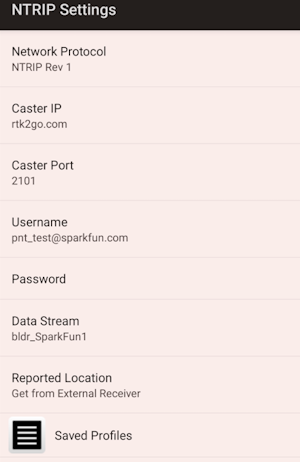 NTRIP Settings
Network Protocol
NTRIP Rev 1
Caster IP
rtk2go.com
Caster Port
2101
Username
pnt_test@sparkfun.com
Password
Data Stream
bldr_SparkFun1
Reported Location
Get from External Receiver
Saved Profiles